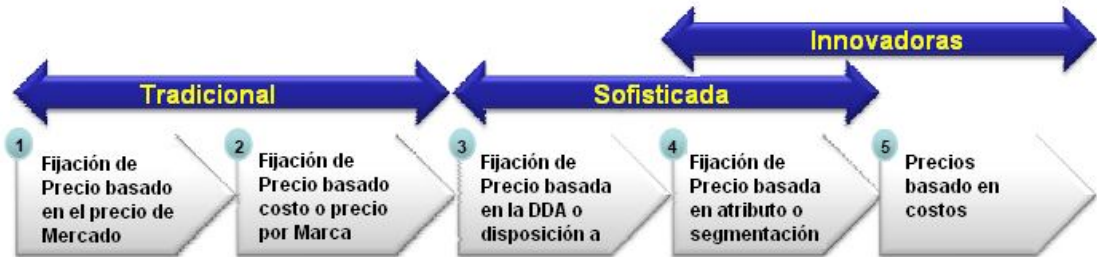 Innovadoras
Tradicional
Sofisticada
1
Fijación de
Precio basado
en el precio de
Mercado
2
Fijación de
Precio basado
costo o precio
por Marca
3
Fijación de
Precio basada
en la DDA o
disposición a
4
Fijación de
Precio basada
en atributo o
segmentación
5
Precios
basado en
costos